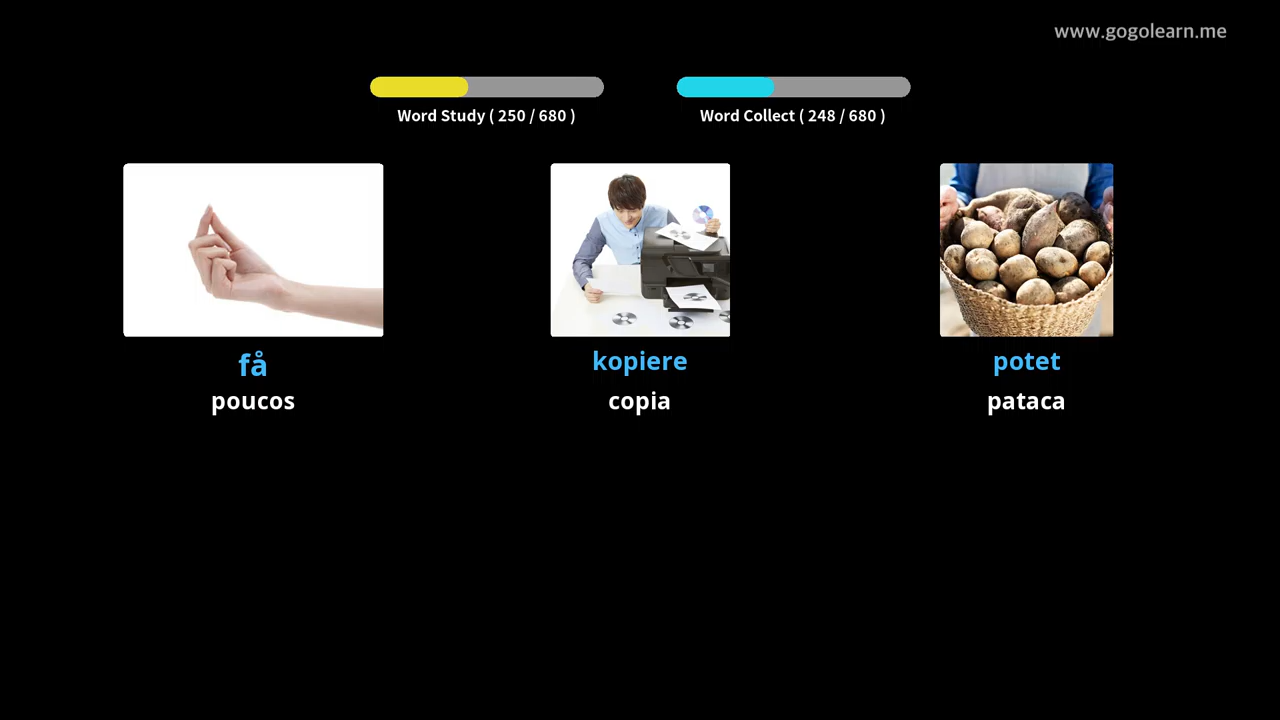 www.gogolearn.me
Word Study ( 250 / 680 )
Word Collect ( 248 / 680 )
få
poucos
kopiere
copia
potet
pataca